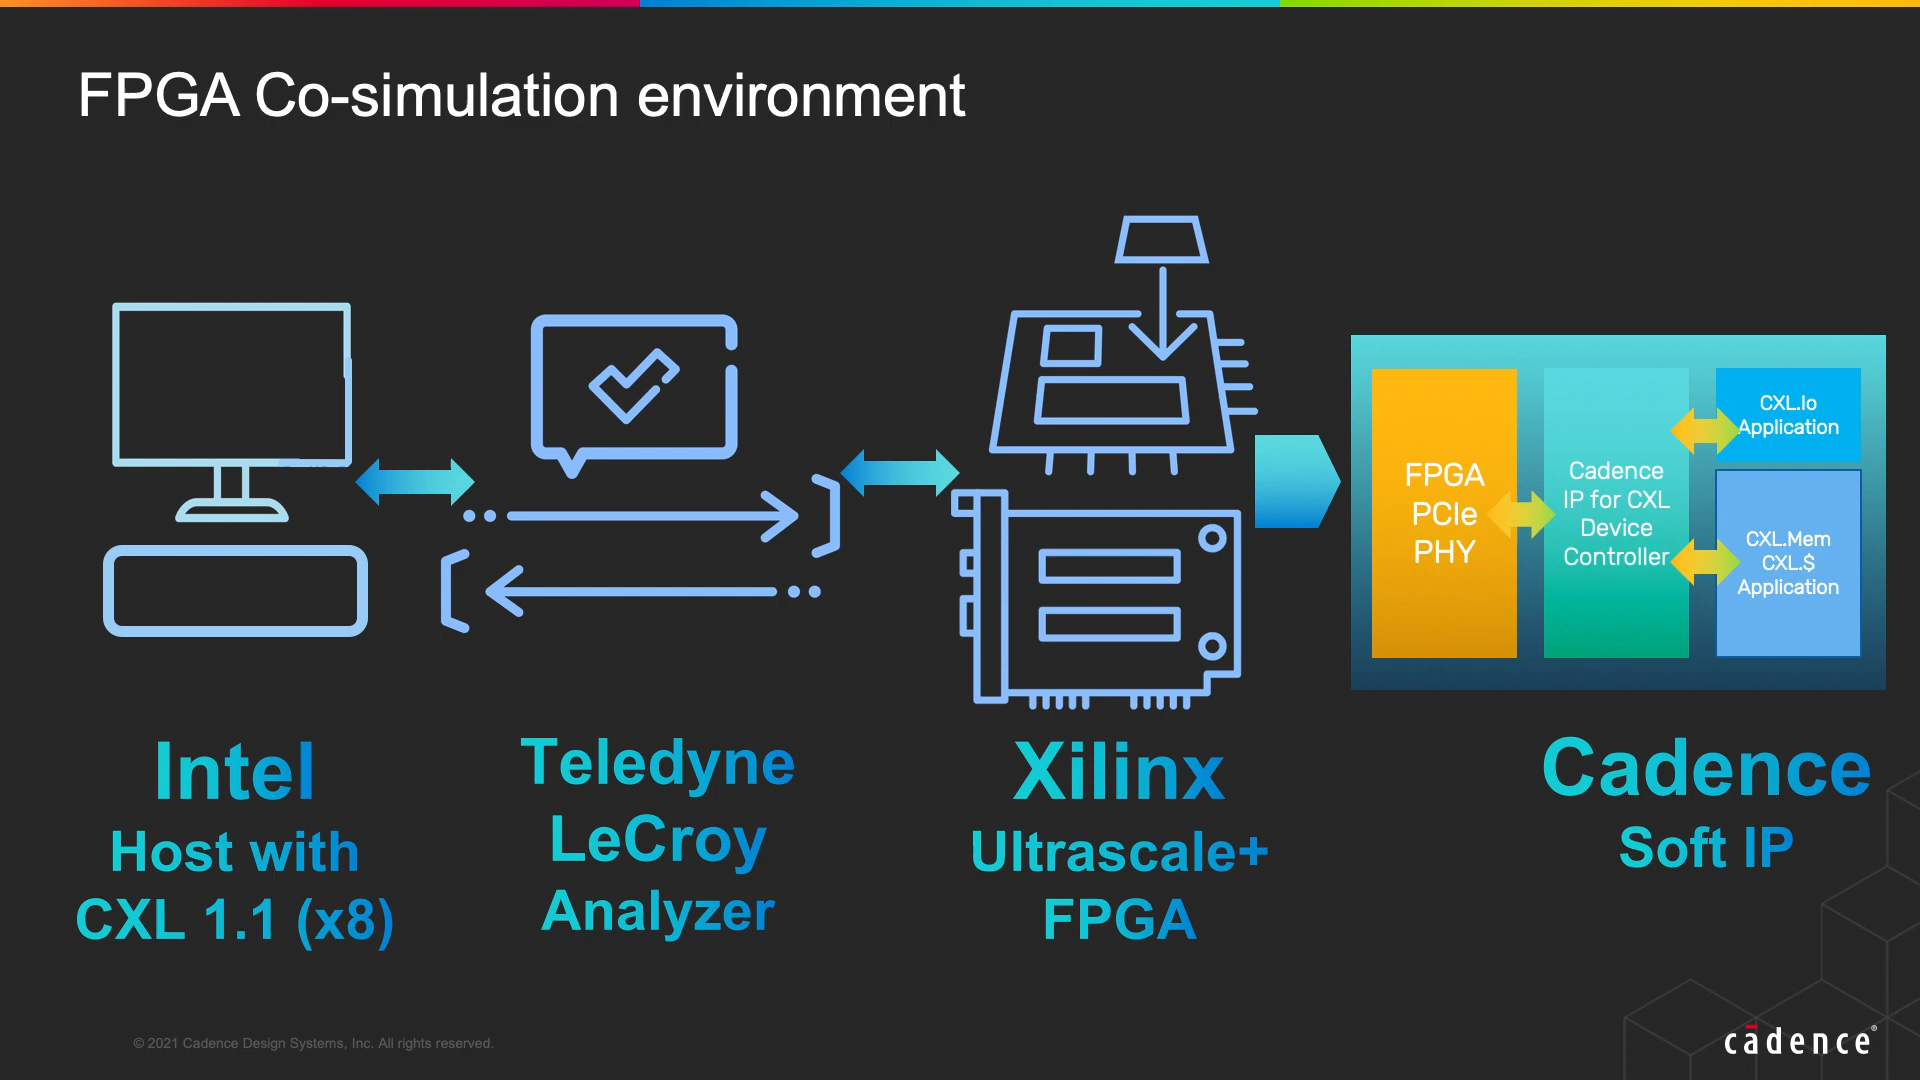 FPGA Co-simulation environment
FPGA
PCIe
PHY
Cadence
IP for CXL
Device
Controller
CXL.Io
Application
CXL.Mem
CXL.$
Application
Intel
Host with
CXL 1.1 (x8)
Teledyne
LeCroy
Analyzer
Xilinx
Ultrascale+
FPGA
Cadence
Soft IP
© 2021 Cadence Design Systems, Inc. All rights reserved.
cādence®